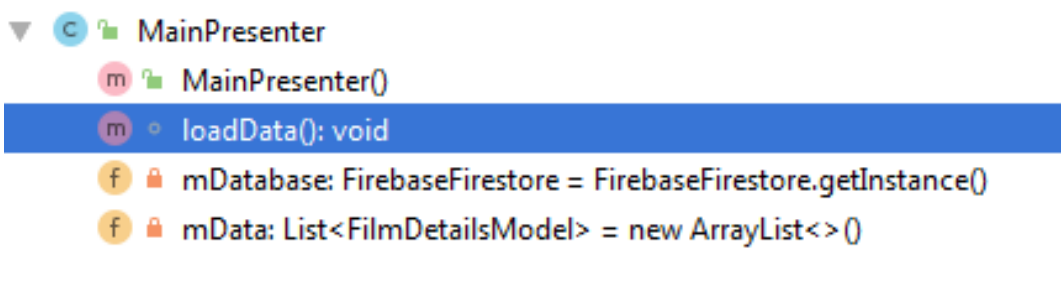 C MainPresenter
m MainPresenter()
m loadData(): void
f mDatabase: FirebaseFirestore = FirebaseFirestore.getInstance()
f mData: List<FilmDetailsModel> = new ArrayList<>()